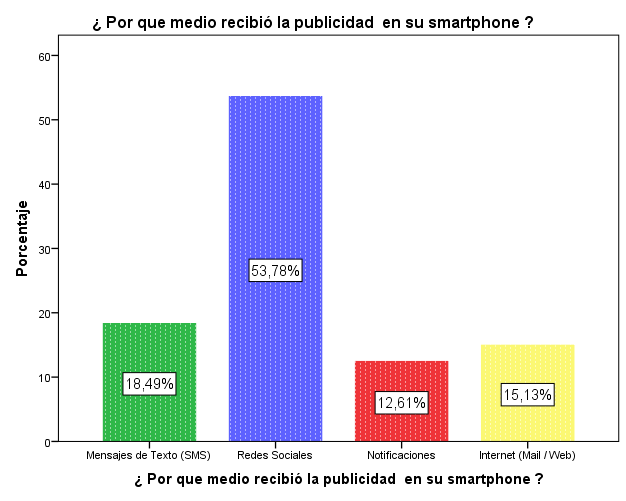 ¿ Por que medio recibió la publicidad en su smartphone ?
Porcentaje
60
50
40
30
20
10
0
18,49%
53,78%
12,61%
15,13%
Mensajes de Texto (SMS)
Redes Sociales
Notificaciones
Internet (Mail / Web)
¿ Por que medio recibió la publicidad en su smartphone ?